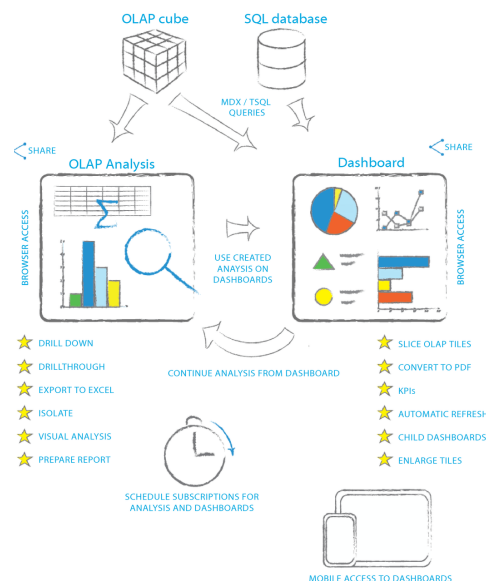 OLAP cube
SQL database
MDX / TSQL
QUERIES
SHARE
SHARE
OLAP Analysis
Dashboard
BROWSER ACCESS
BROWSER ACCESS
USE CREATED
ANAYSIS ON
DASHBOARDS
DRILL DOWN
DRILLTHROUGH
EXPORT TO EXCEL
ISOLATE
VISUAL ANALYSIS
PREPARE REPORT
CONTINUE ANALYSIS FROM DASHBOARD
SLICE OLAP TILES
CONVERT TO PDF
KPIs
AUTOMATIC REFRESH
CHILD DASHBOARDS
ENLARGE TILES
SCHEDULE SUBSCRIPTIONS FOR
ANALYSIS AND DASHBOARDS
MOBILE ACCESS TO DASHBOARDS